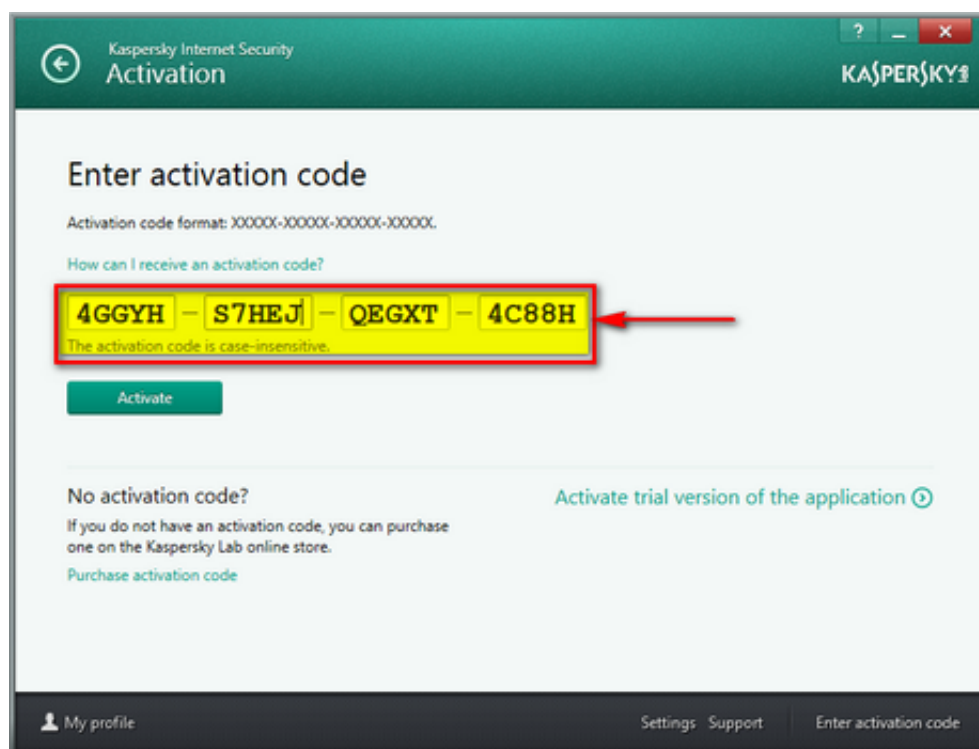 Kaspersky Internet Security
Activation
? _ x
KASPERSKY lab
Enter activation code
Activation code format: XXXXX-XXXXX-XXXXX-XXXXX.
How can I receive an activation code?
4GGYH - S7HEJ - QEGXT - 4C88H
The activation code is case-insensitive.
Activate
No activation code?
Activate trial version of the application
If you do not have an activation code, you can purchase
one on the Kaspersky Lab online store.
Purchase activation code
My profile
Settings Support Enter activation code